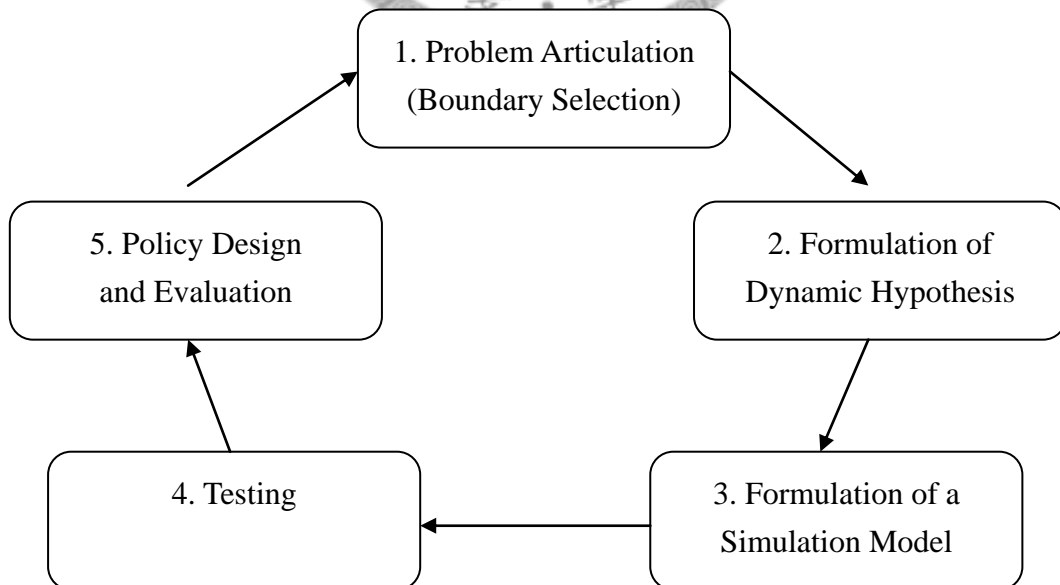 1. Problem Articulation
(Boundary Selection)
2. Formulation of
Dynamic Hypothesis
3. Formulation of a
Simulation Model
4. Testing
5. Policy Design
and Evaluation